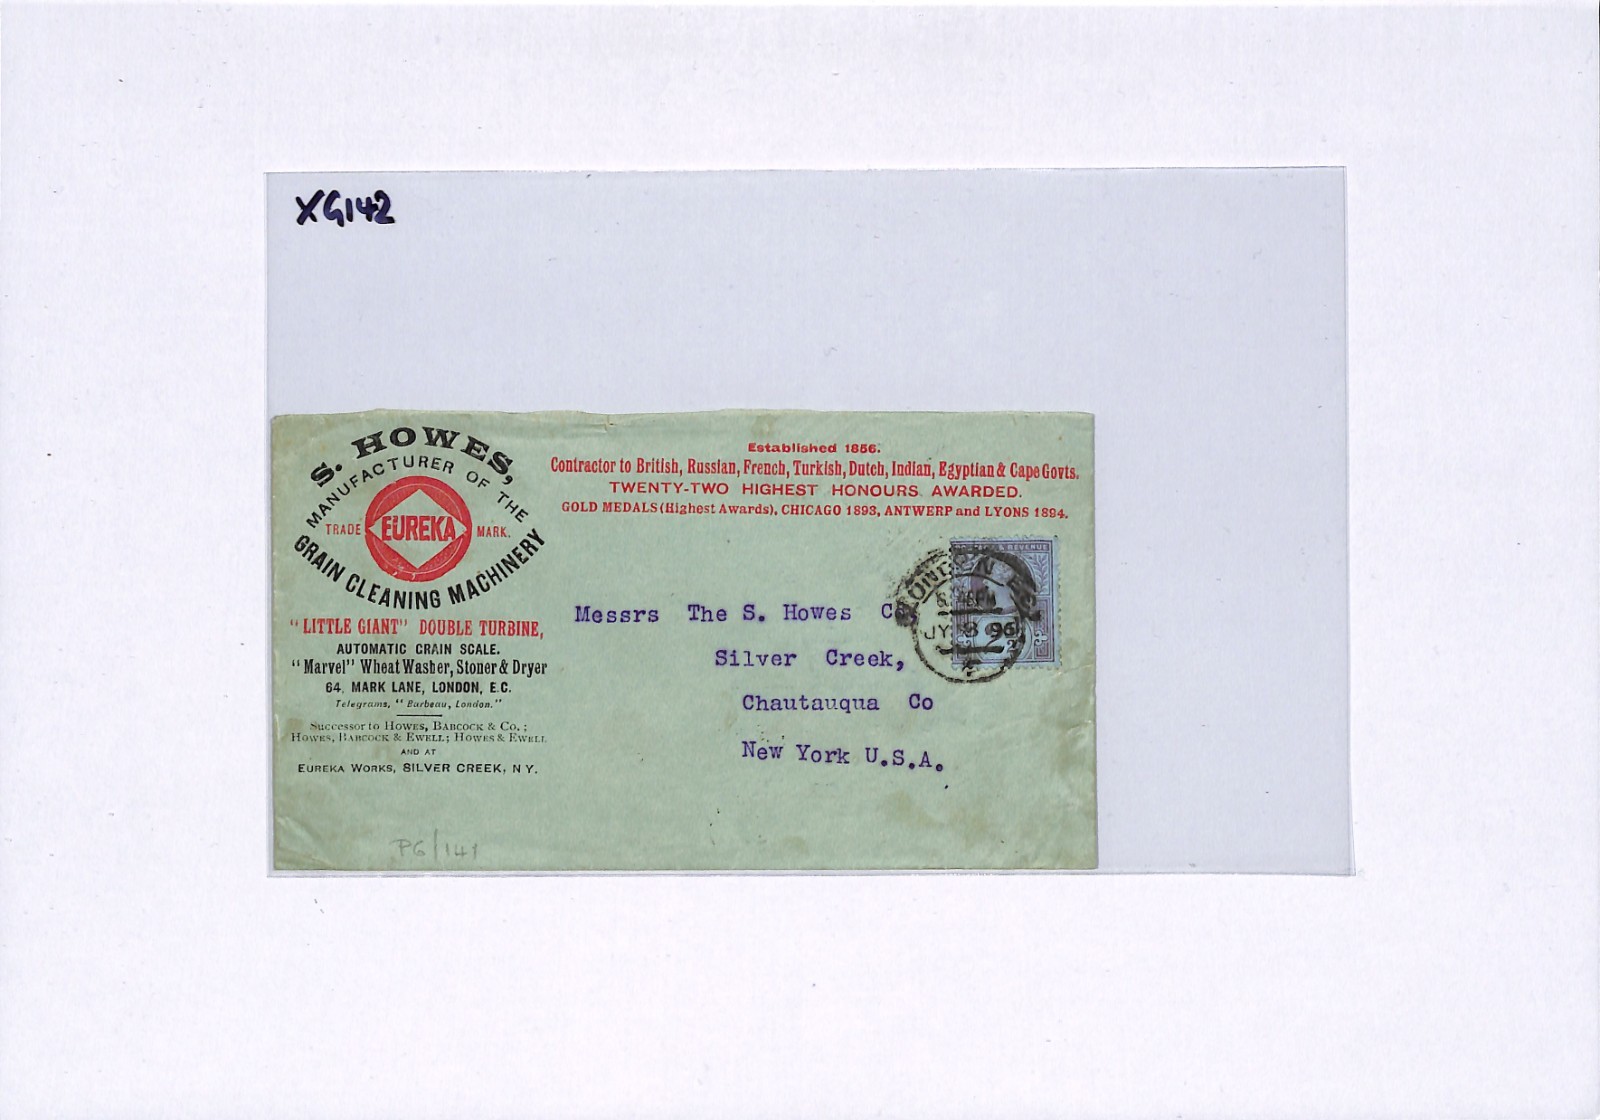 XG142
S. HOWES,
MANUFACTURER OF THE
TRADE EUREKA MARK.
GRAIN CLEANING MACHINERY
"LITTLE GIANT" DOUBLE TURBINE,
AUTOMATIC GRAIN SCALE.
"Marvel" Wheat Washer, Stoner & Dryer
64, MARK LANE, LONDON, E.C.
Telegrams, "Barbeau, London."
Successor to HOWES, BABCOCK & CO.;
HOWES, BABCOCK & EWELL; HOWES & EWELL
AND AT
EUREKA WORKS, SILVER CREEK, N Y.
Established 1856.
Contractor to British, Russian, French, Turkish, Dutch, Indian, Egyptian & Cape Govts.
TWENTY-TWO HIGHEST HONOURS AWARDED.
GOLD MEDALS (Highest Awards), CHICAGO 1893, ANTWERP and LYONS 1894.
& REVENUE
LONDON E.C
JY 8 96
Messrs The S. Howes Co
Silver Creek,
Chautauqua Co
New York U.S.A.
PG/141